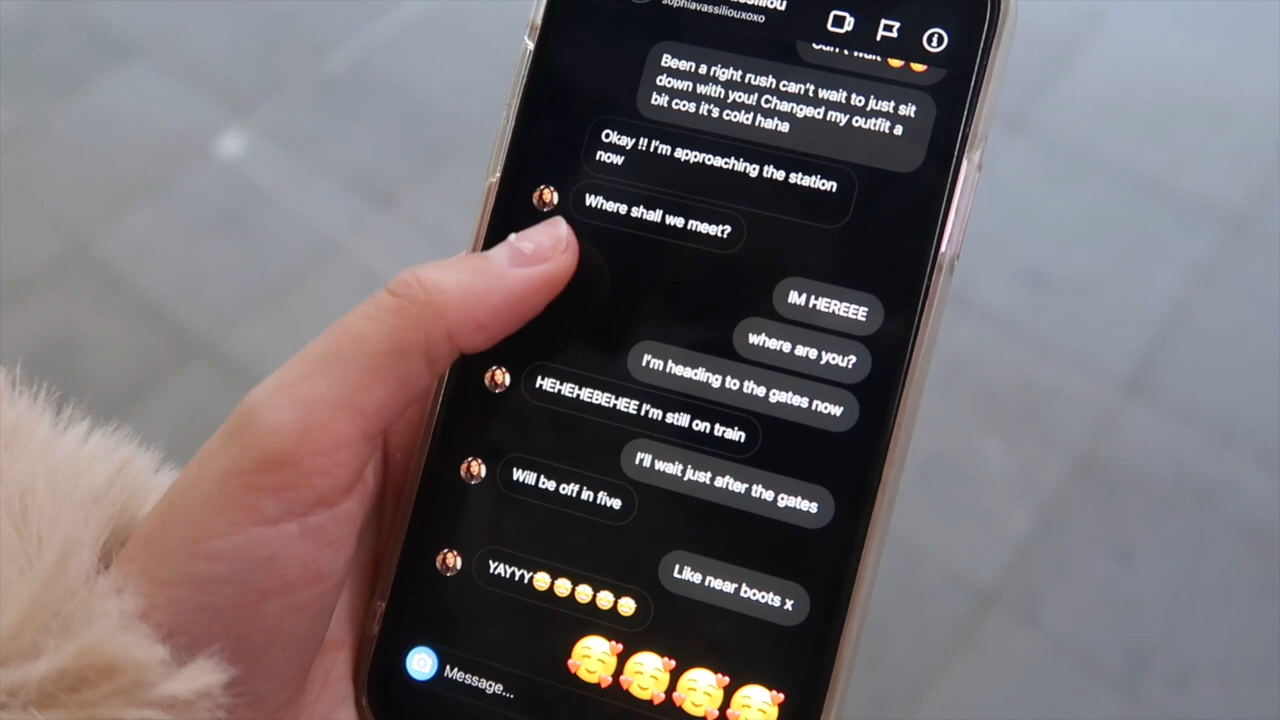 sophiavassiliouxoxo
Can't wait 🥰🥰
Been a right rush can't wait to just sit
down with you! Changed my outfit a
bit cos it's cold haha
Okay !! I'm approaching the station
now
Where shall we meet?
IM HEREEE
where are you?
I'm heading to the gates now
HEHEHEBEHEE I'm still on train
I'll wait just after the gates
Will be off in five
Like near boots x
YAYYY🤩🤩🤩🤩🤩
🥰🥰🥰🥰
Message...